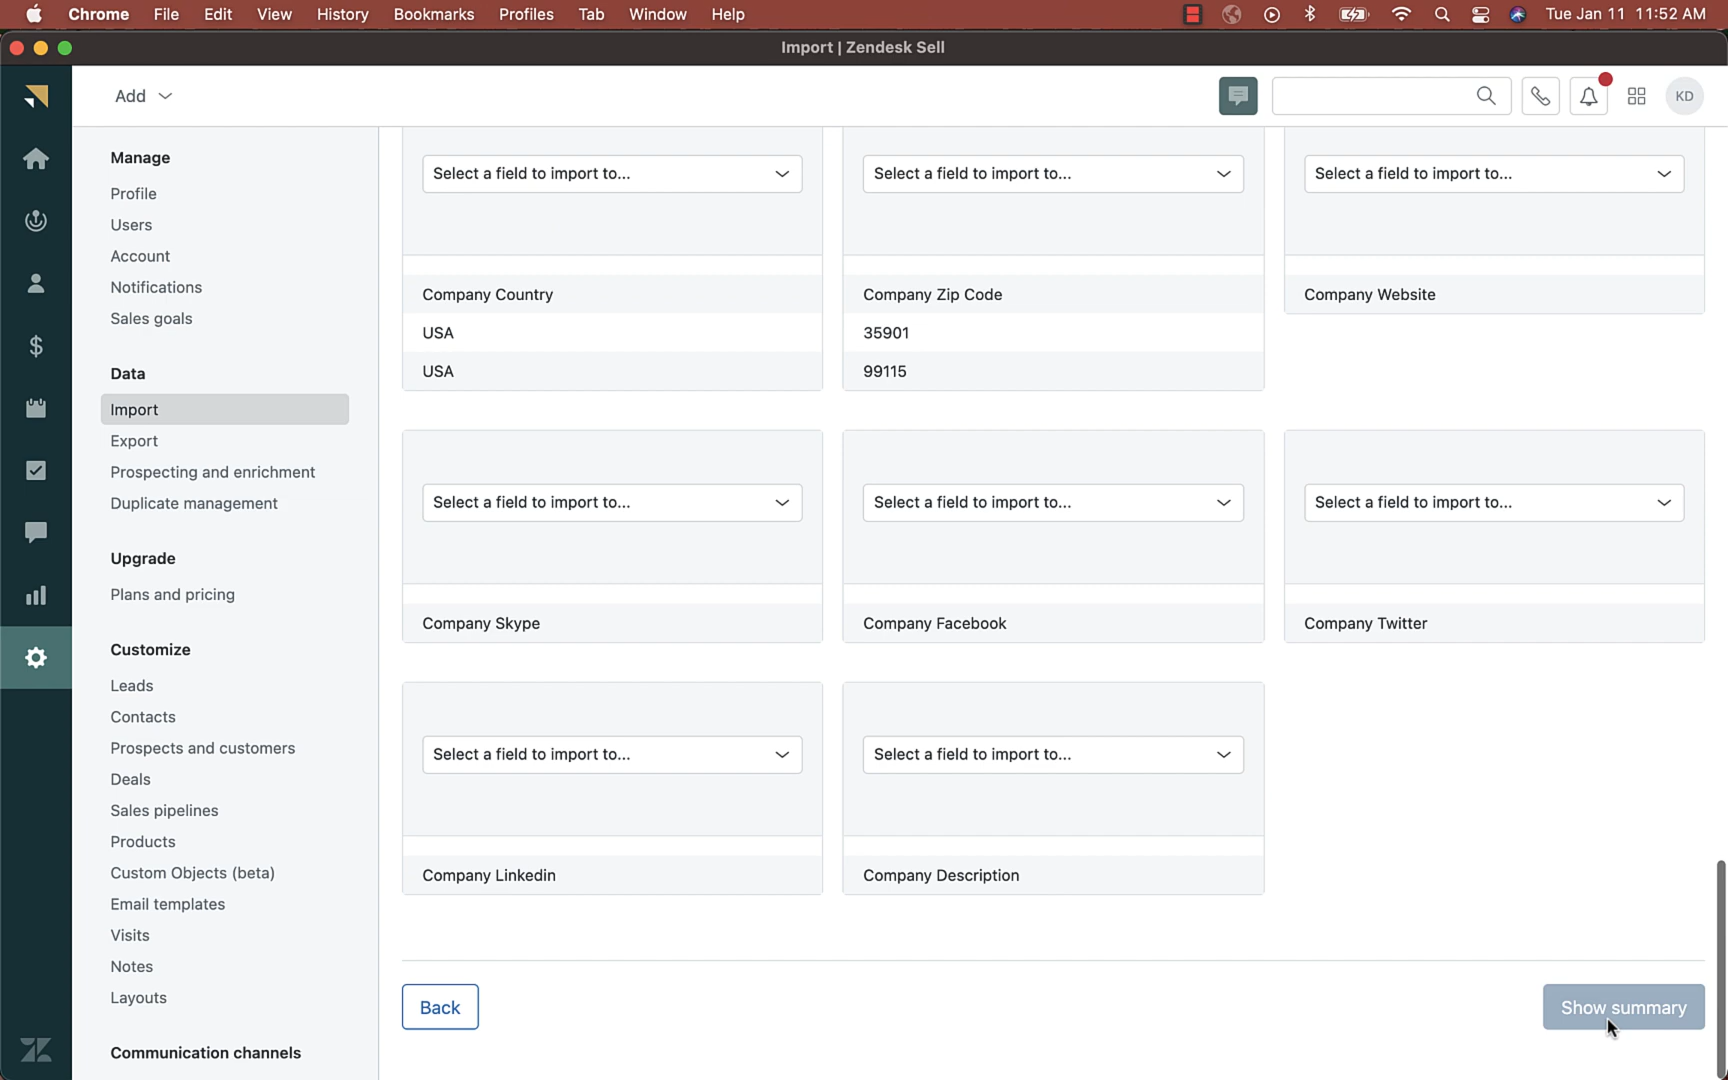 Chrome File Edit View History Bookmarks Profiles Tab Window Help Tue Jan 11 11:52 AM
Import | Zendesk Sell
Add
KD
Manage
Profile
Users
Account
Notifications
Sales goals
Data
Import
Export
Prospecting and enrichment
Duplicate management
Upgrade
Plans and pricing
Customize
Leads
Contacts
Prospects and customers
Deals
Sales pipelines
Products
Custom Objects (beta)
Email templates
Visits
Notes
Layouts
Communication channels
Select a field to import to...
Company Country
USA
USA
Select a field to import to...
Company Zip Code
35901
99115
Select a field to import to...
Company Website
Select a field to import to...
Company Skype
Select a field to import to...
Company Facebook
Select a field to import to...
Company Twitter
Select a field to import to...
Company Linkedin
Select a field to import to...
Company Description
Back
Show summary